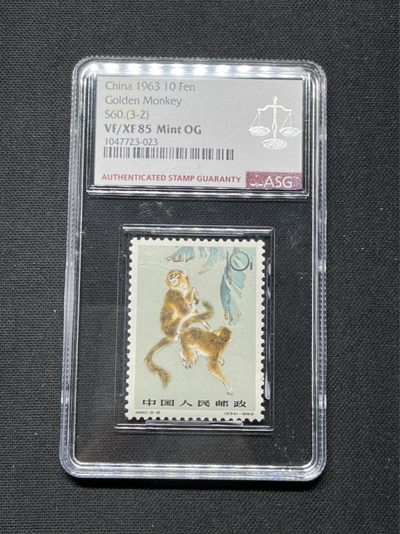 China 1963 10 Fen
Golden Monkey
S60.(3-2)
VF/XF 85 Mint OG
1047723-023
AUTHENTICATED STAMP GUARANTY
ASG
中国人民邮政